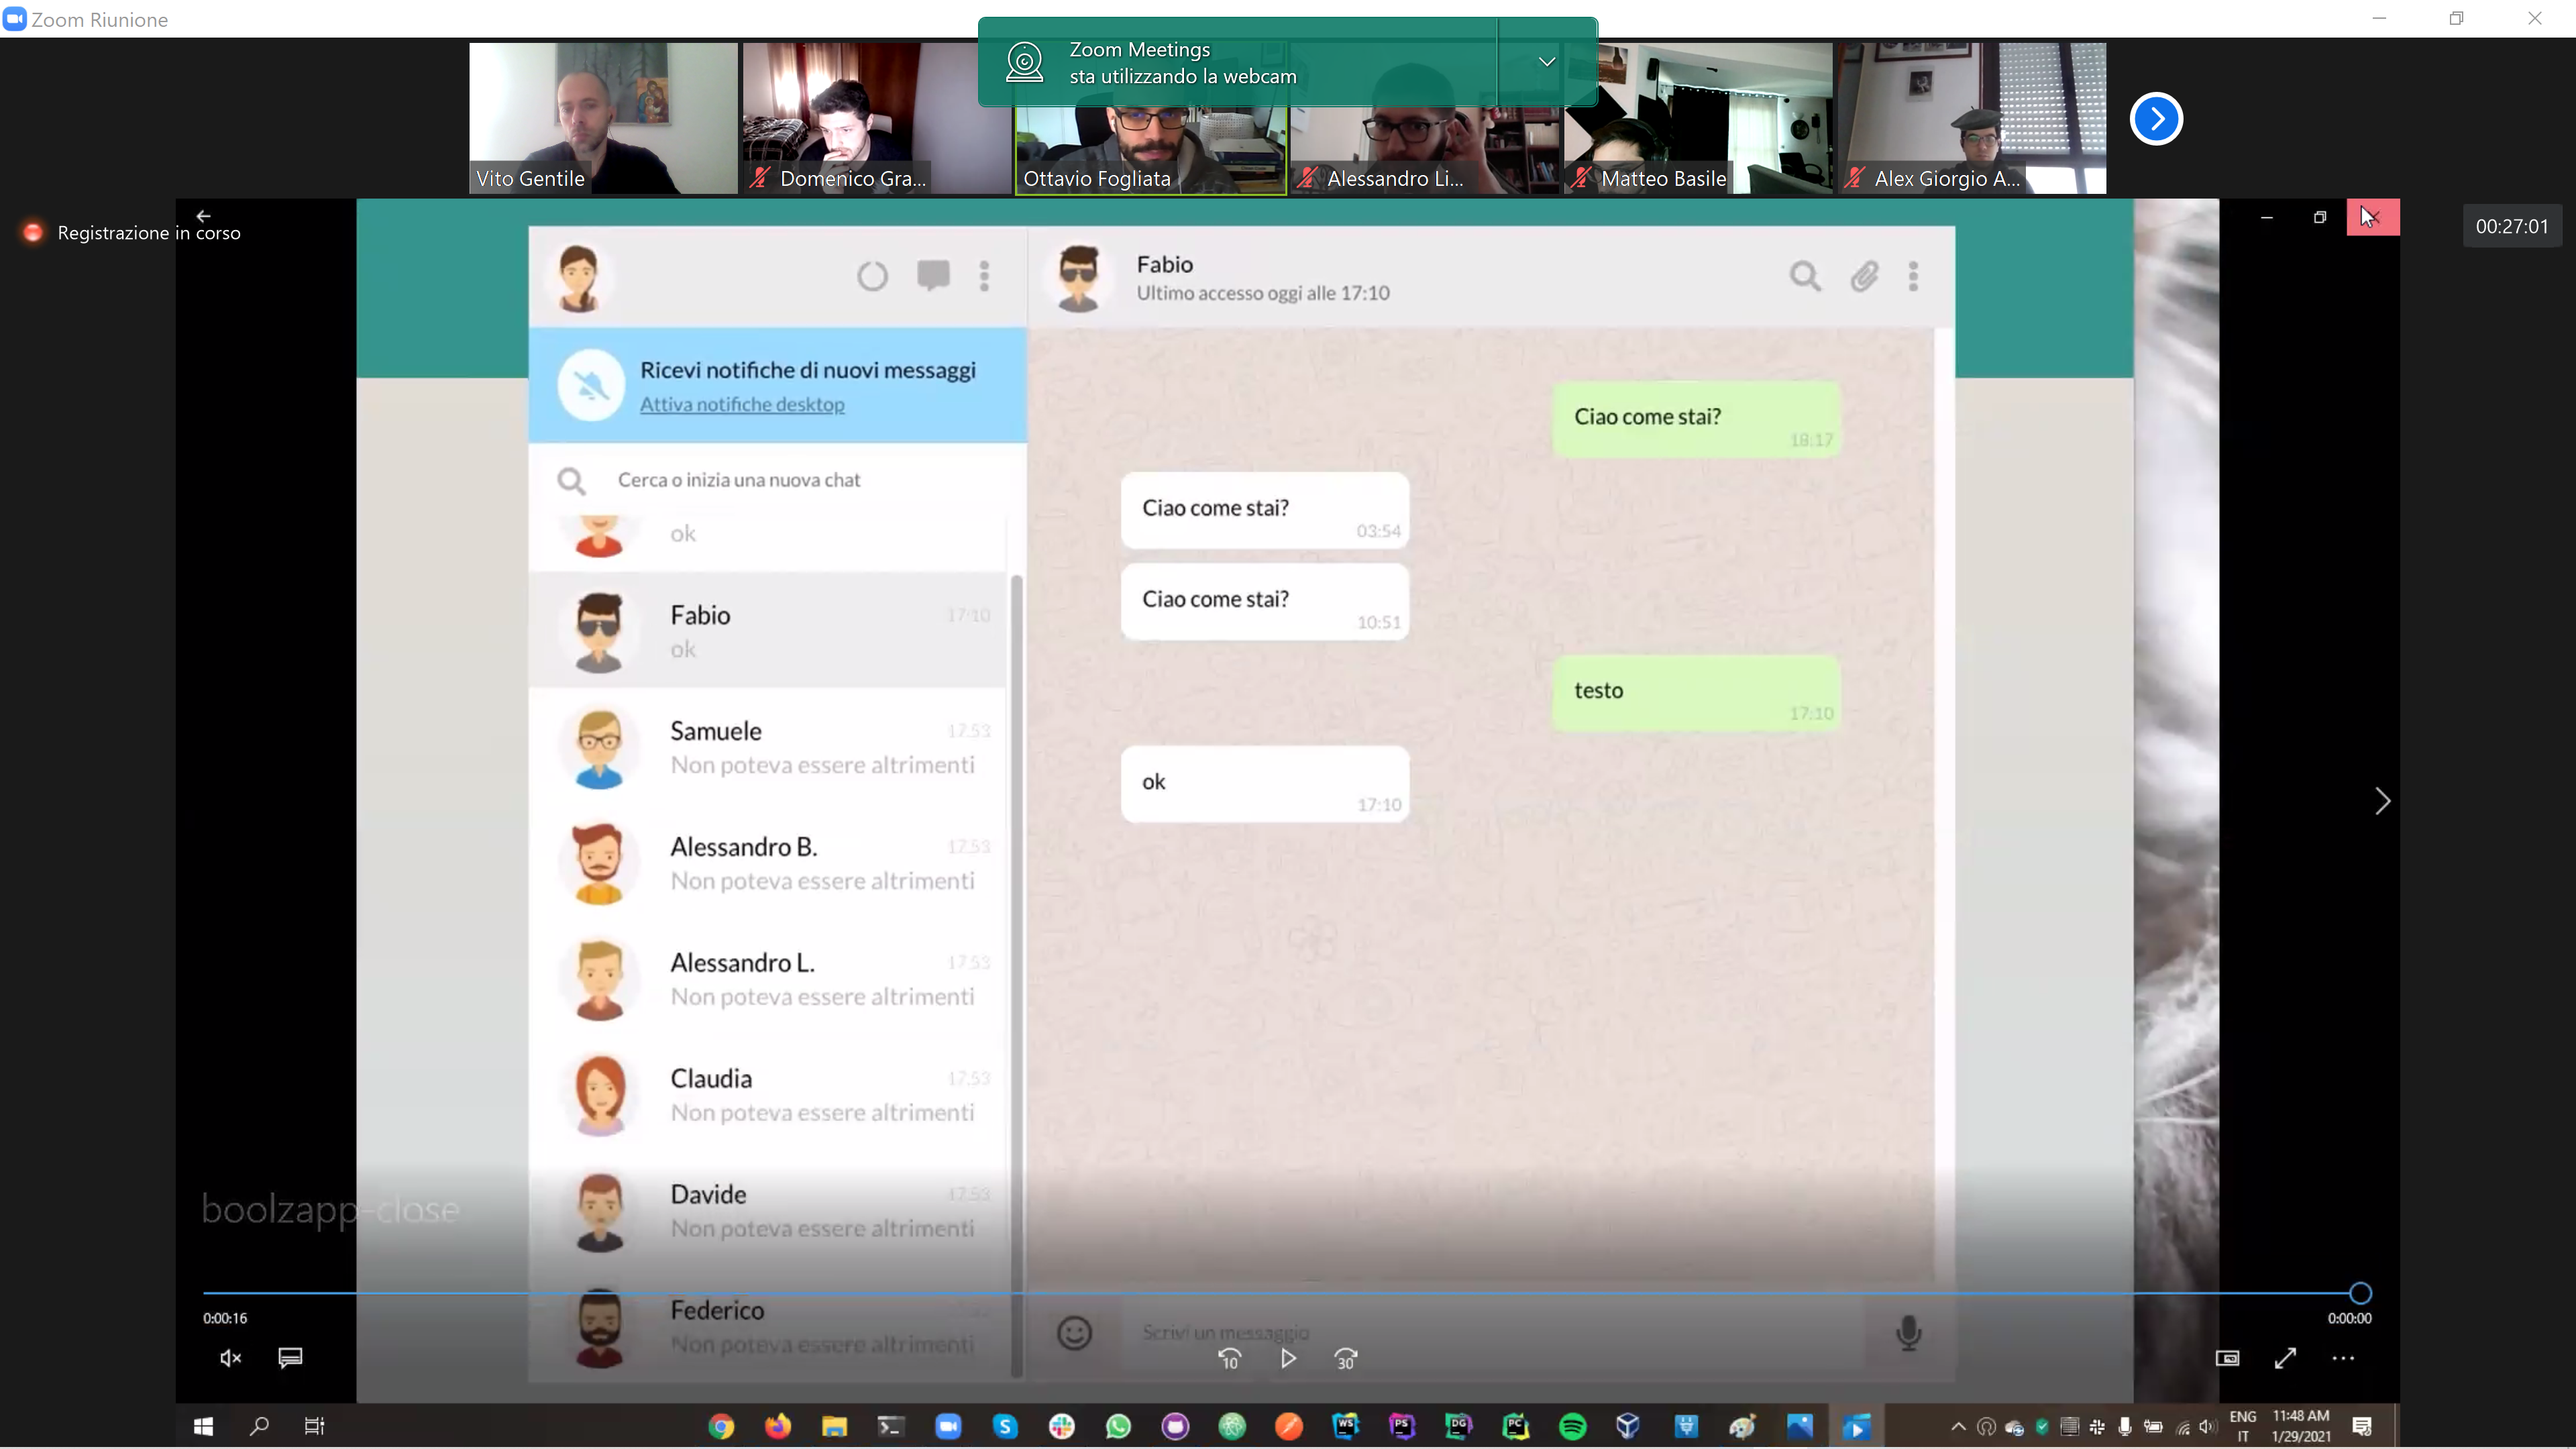 Zoom Riunione
Zoom Meetings
sta utilizzando la webcam
Vito Gentile
Domenico Gra...
Ottavio Fogliata
Alessandro Li...
Matteo Basile
Alex Giorgio A...
Registrazione in corso
00:27:01
Fabio
Ultimo accesso oggi alle 17:10
Ricevi notifiche di nuovi messaggi
Attiva notifiche desktop
Cerca o inizia una nuova chat
ok
Fabio 17:10
ok
Samuele 17.53
Non poteva essere altrimenti
Alessandro B. 17.53
Non poteva essere altrimenti
Alessandro L. 17.53
Non poteva essere altrimenti
Claudia 17.53
Non poteva essere altrimenti
Davide 17.53
Non poteva essere altrimenti
Federico
Non poteva essere altrimenti
Ciao come stai?
18:17
Ciao come stai?
03:54
Ciao come stai?
10:51
testo
17:10
ok
17:10
Scrivi un messaggio
boolzapp-close
0:00:16
0:00:00
10
30
WS
PS
DG
PC
ENG
IT
11:48 AM
1/29/2021